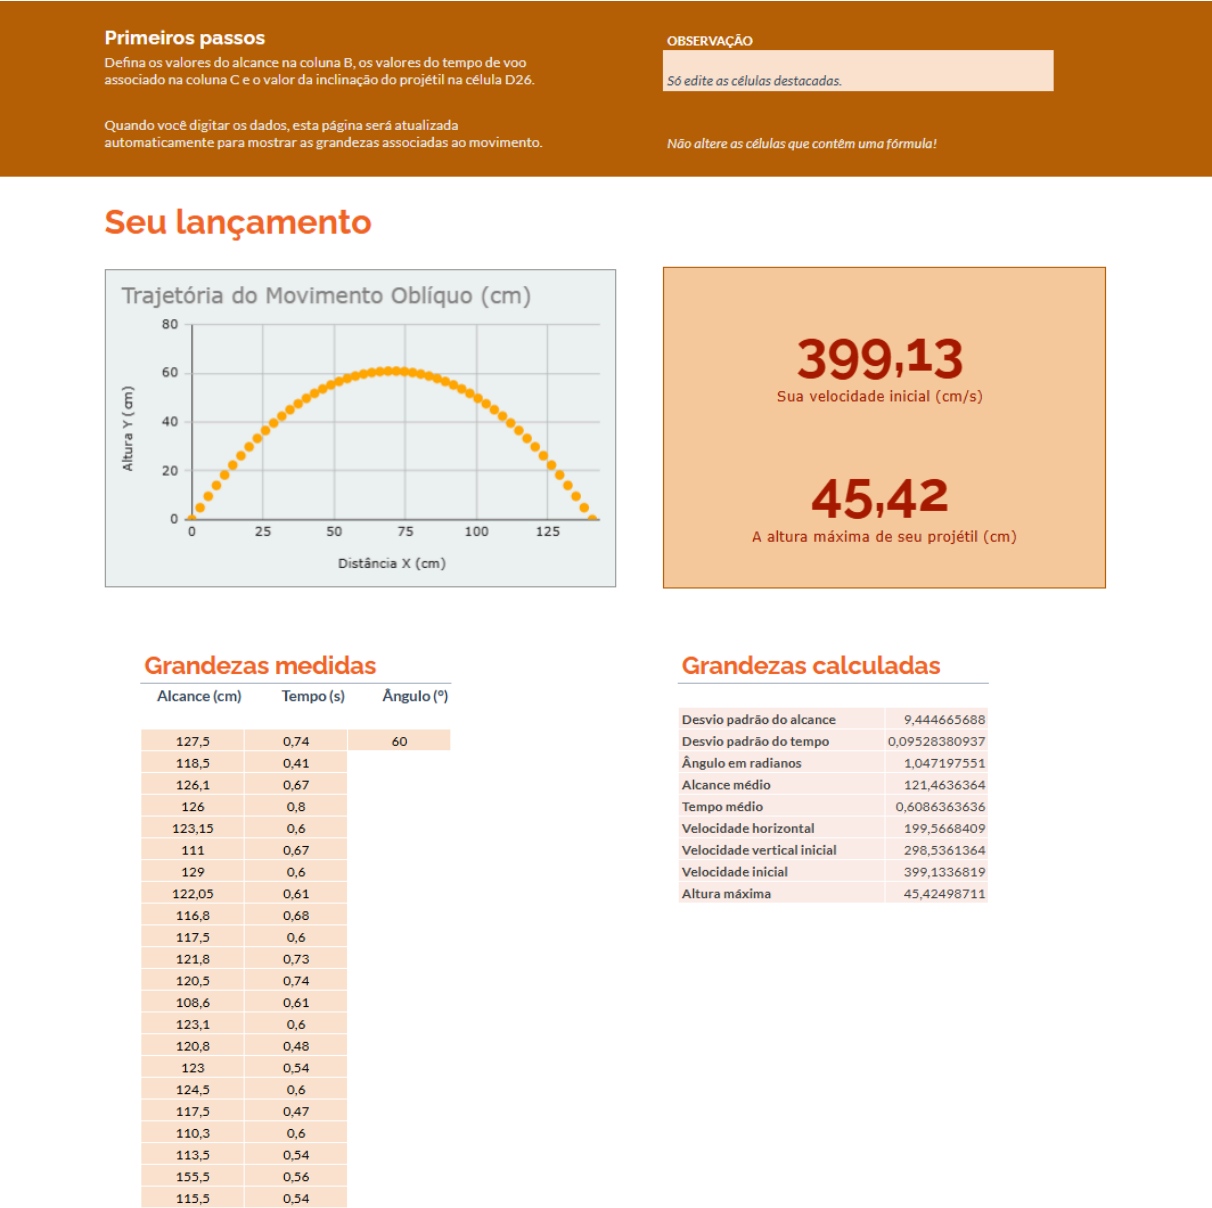 Primeiros passos
Defina os valores do alcance na coluna B, os valores do tempo de voo
associado na coluna C e o valor da inclinação do projétil na célula D26.
Quando você digitar os dados, esta página será atualizada
automaticamente para mostrar as grandezas associadas ao movimento.
OBSERVAÇÃO
Só edite as células destacadas.
Não altere as células que contêm uma fórmula!
Seu lançamento
Trajetória do Movimento Oblíquo (cm)
Altura Y (cm)
80
60
40
20
0
0 25 50 75 100 125
Distância X (cm)
399,13
Sua velocidade inicial (cm/s)
45,42
A altura máxima de seu projétil (cm)
Grandezas medidas
Alcance (cm) Tempo (s) Ângulo (º)
127,5 0,74 60
118,5 0,41
126,1 0,67
126 0,8
123,15 0,6
111 0,67
129 0,6
122,05 0,61
116,8 0,68
117,5 0,6
121,8 0,73
120,5 0,74
108,6 0,61
123,1 0,6
120,8 0,48
123 0,54
124,5 0,6
117,5 0,47
110,3 0,6
113,5 0,54
155,5 0,56
115,5 0,54
Grandezas calculadas
Desvio padrão do alcance 9,444665688
Desvio padrão do tempo 0,09528380937
Ângulo em radianos 1,047197551
Alcance médio 121,4636364
Tempo médio 0,6086363636
Velocidade horizontal 199,5668409
Velocidade vertical inicial 298,5361364
Velocidade inicial 399,1336819
Altura máxima 45,42498711